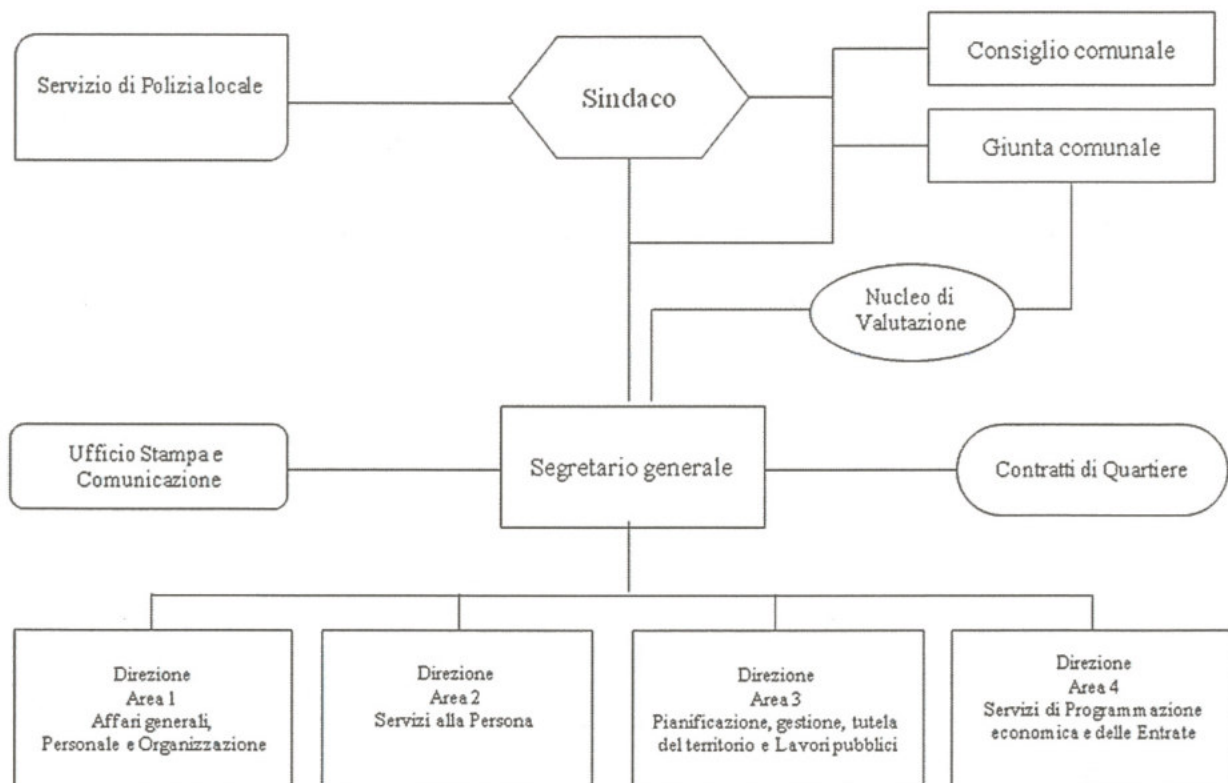 Consiglio comunale
Servizio di Polizia locale
Sindaco
Giunta comunale
Nucleo di
Valutazione
Ufficio Stampa e
Comunicazione
Segretario generale
Contratti di Quartiere
Direzione
Area 1
Affari generali,
Personale e Organizzazione
Direzione
Area 2
Servizi alla Persona
Direzione
Area 3
Pianificazione, gestione, tutela
del territorio e Lavori pubblici
Direzione
Area 4
Servizi di Programmazione
economica e delle Entrate